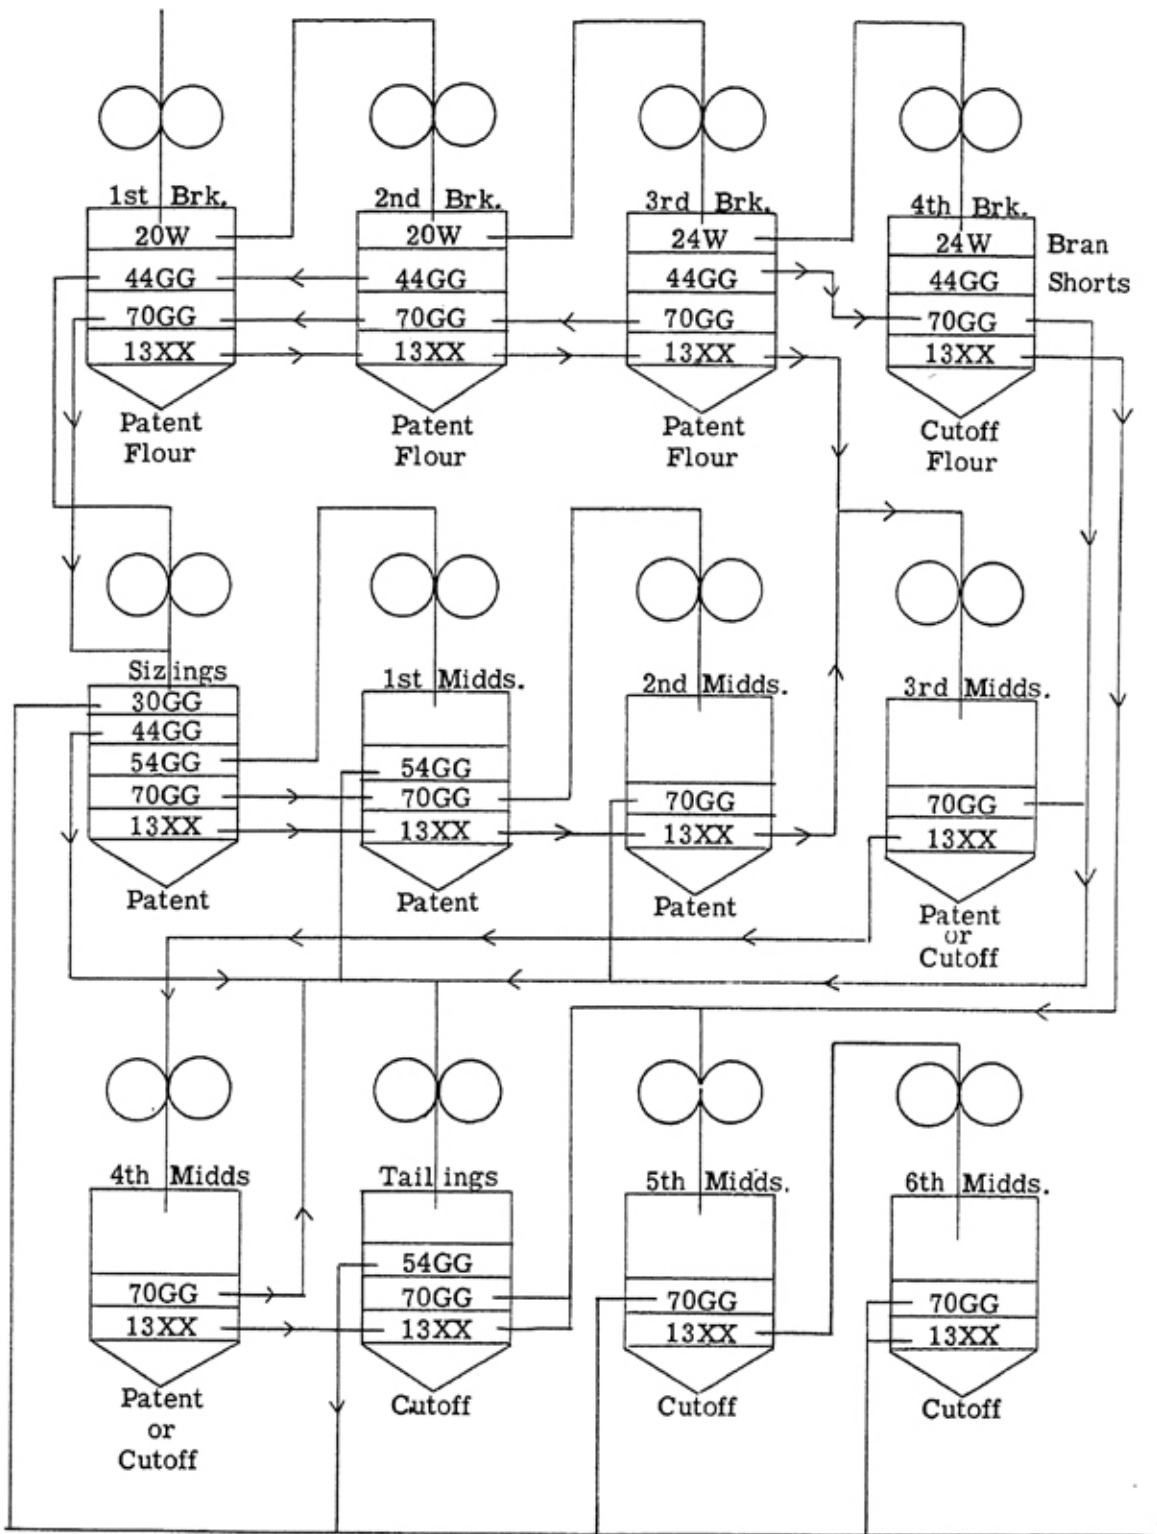 1st Brk.
20W
44GG
70GG
13XX
Patent
Flour
2nd Brk.
20W
44GG
70GG
13XX
Patent
Flour
3rd Brk.
24W
44GG
70GG
13XX
Patent
Flour
4th Brk.
24W
44GG
70GG
13XX
Bran
Shorts
Cutoff
Flour
Sizings
30GG
44GG
54GG
70GG
13XX
Patent
1st Midds.
54GG
70GG
13XX
Patent
2nd Midds.
70GG
13XX
Patent
3rd Midds.
70GG
13XX
Patent
or
Cutoff
4th Midds
70GG
13XX
Patent
or
Cutoff
Tailings
54GG
70GG
13XX
Cutoff
5th Midds.
70GG
13XX
Cutoff
6th Midds.
70GG
13XX
Cutoff